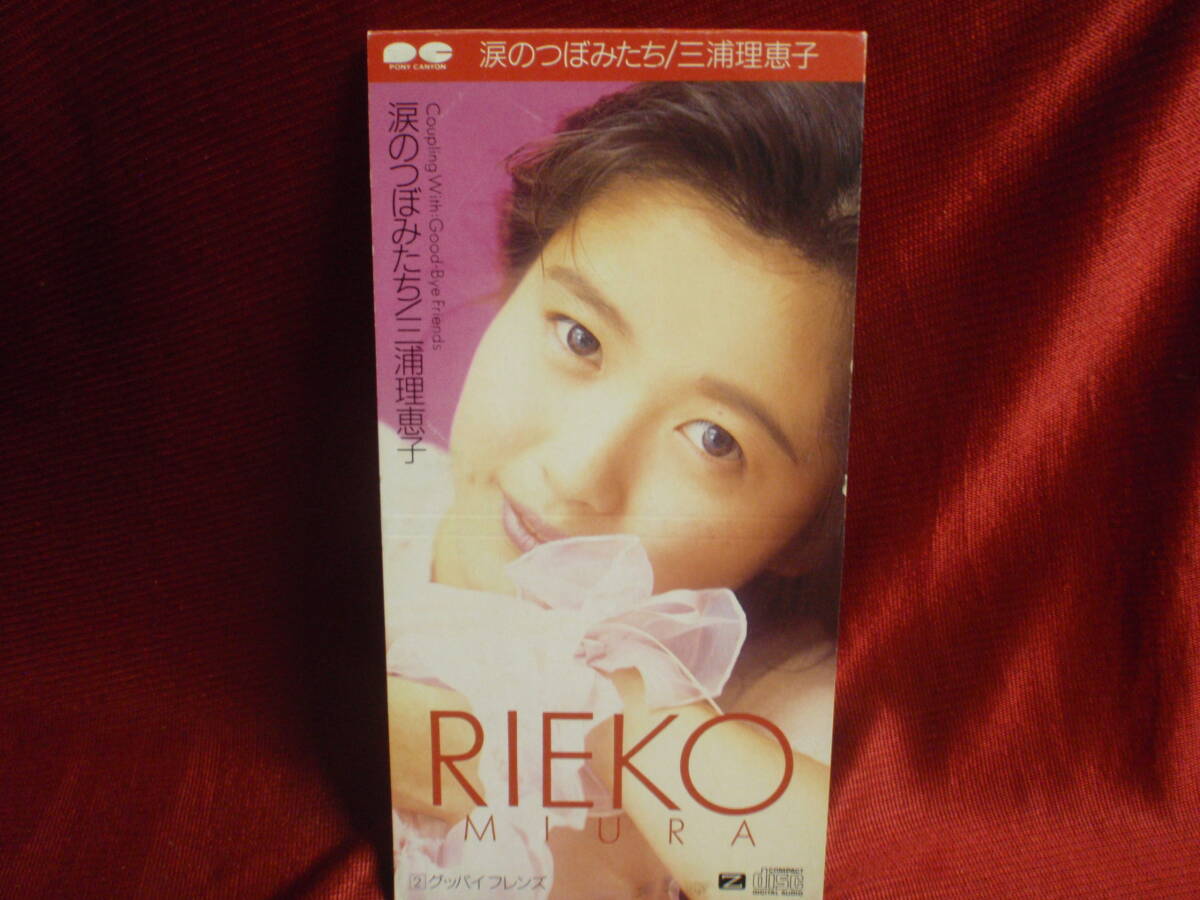 PONY CANYON
涙のつぼみたち/三浦理恵子
Coupling With:Good-Bye Friends
涙のつぼみたち/三浦理恵子
RIEKO
MIURA
2 グッバイ フレンズ
Z
COMPACT
disc
DIGITAL AUDIO